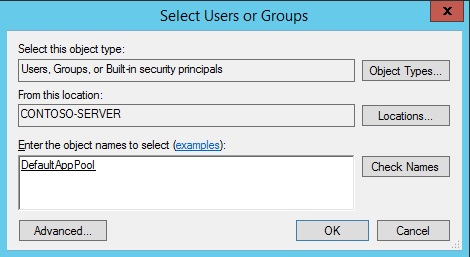 Select Users or Groups
x
Select this object type:
Users, Groups, or Built-in security principals
Object Types...
From this location:
CONTOSO-SERVER
Locations...
Enter the object names to select (examples):
DefaultAppPool
Check Names
Advanced...
OK
Cancel